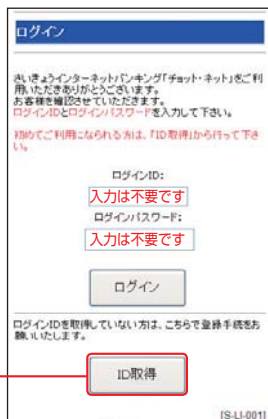 ログイン
さいきょうインターネットバンキング「チョット・ネット」をご利
用いただきありがとうございます。
お客様を確認させていただきます。
ログインIDとログインパスワードを入力して下さい。
初めてご利用になられる方は、「ID取得」から行って下さ
い。
ログインID:
入力は不要です
ログインパスワード:
入力は不要です
ログイン
ログインIDを取得していない方は、こちらで登録手続をお
願いいたします。
ID取得
[S-LI-001]